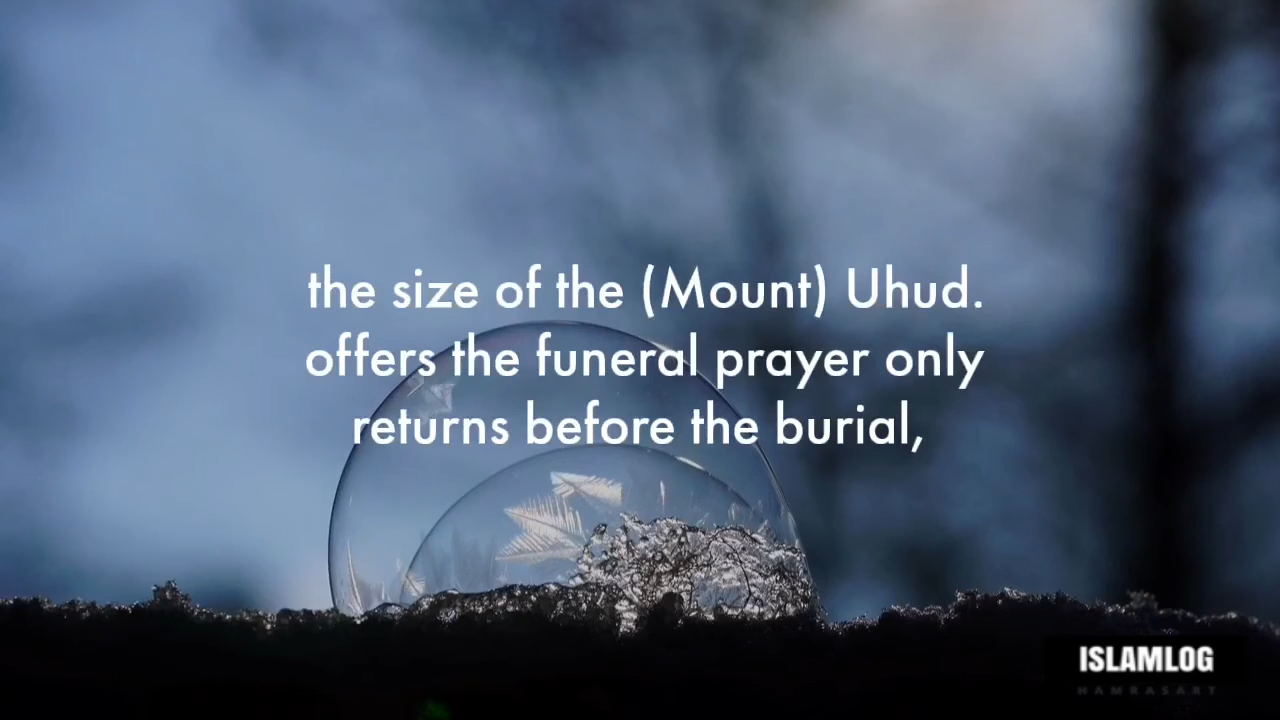 the size of the (Mount) Uhud.
offers the funeral prayer only
returns before the burial,
ISLAMLOG
HAMRASART